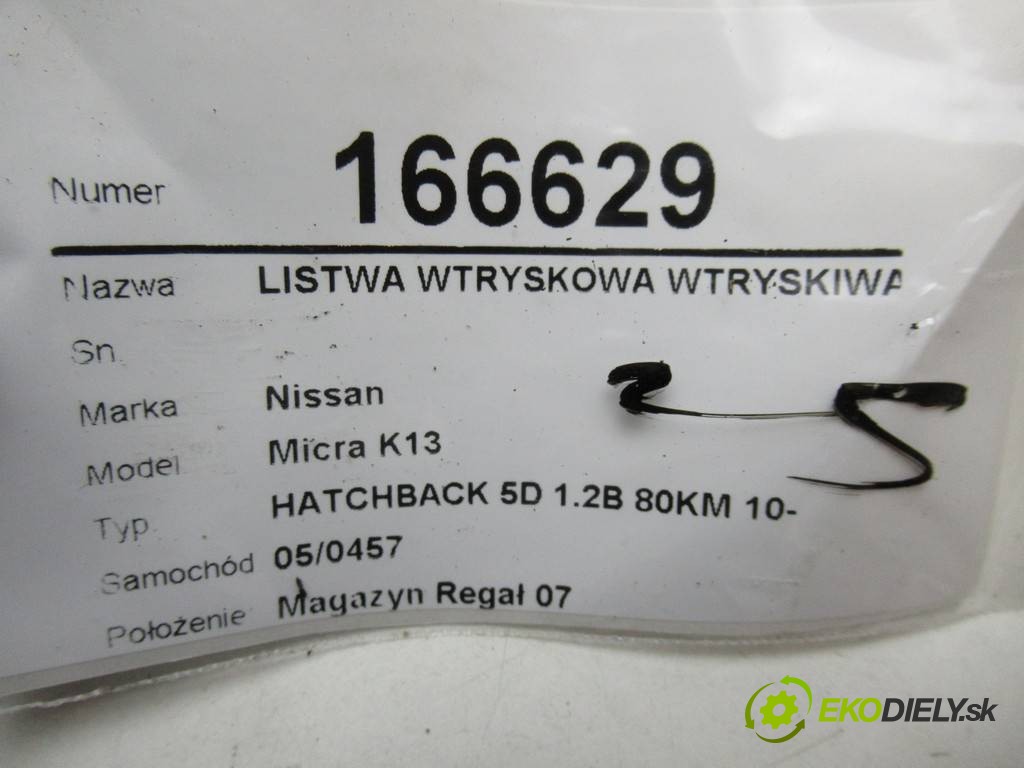 Numer 166629
Nazwa LISTWA WTRYSKOWA WTRYSKIWA
Sn.
Marka Nissan
Model Micra K13
Typ HATCHBACK 5D 1.2B 80KM 10-
Samochód 05/0457
Położenie Magazyn Regał 07
EKODIELY.sk